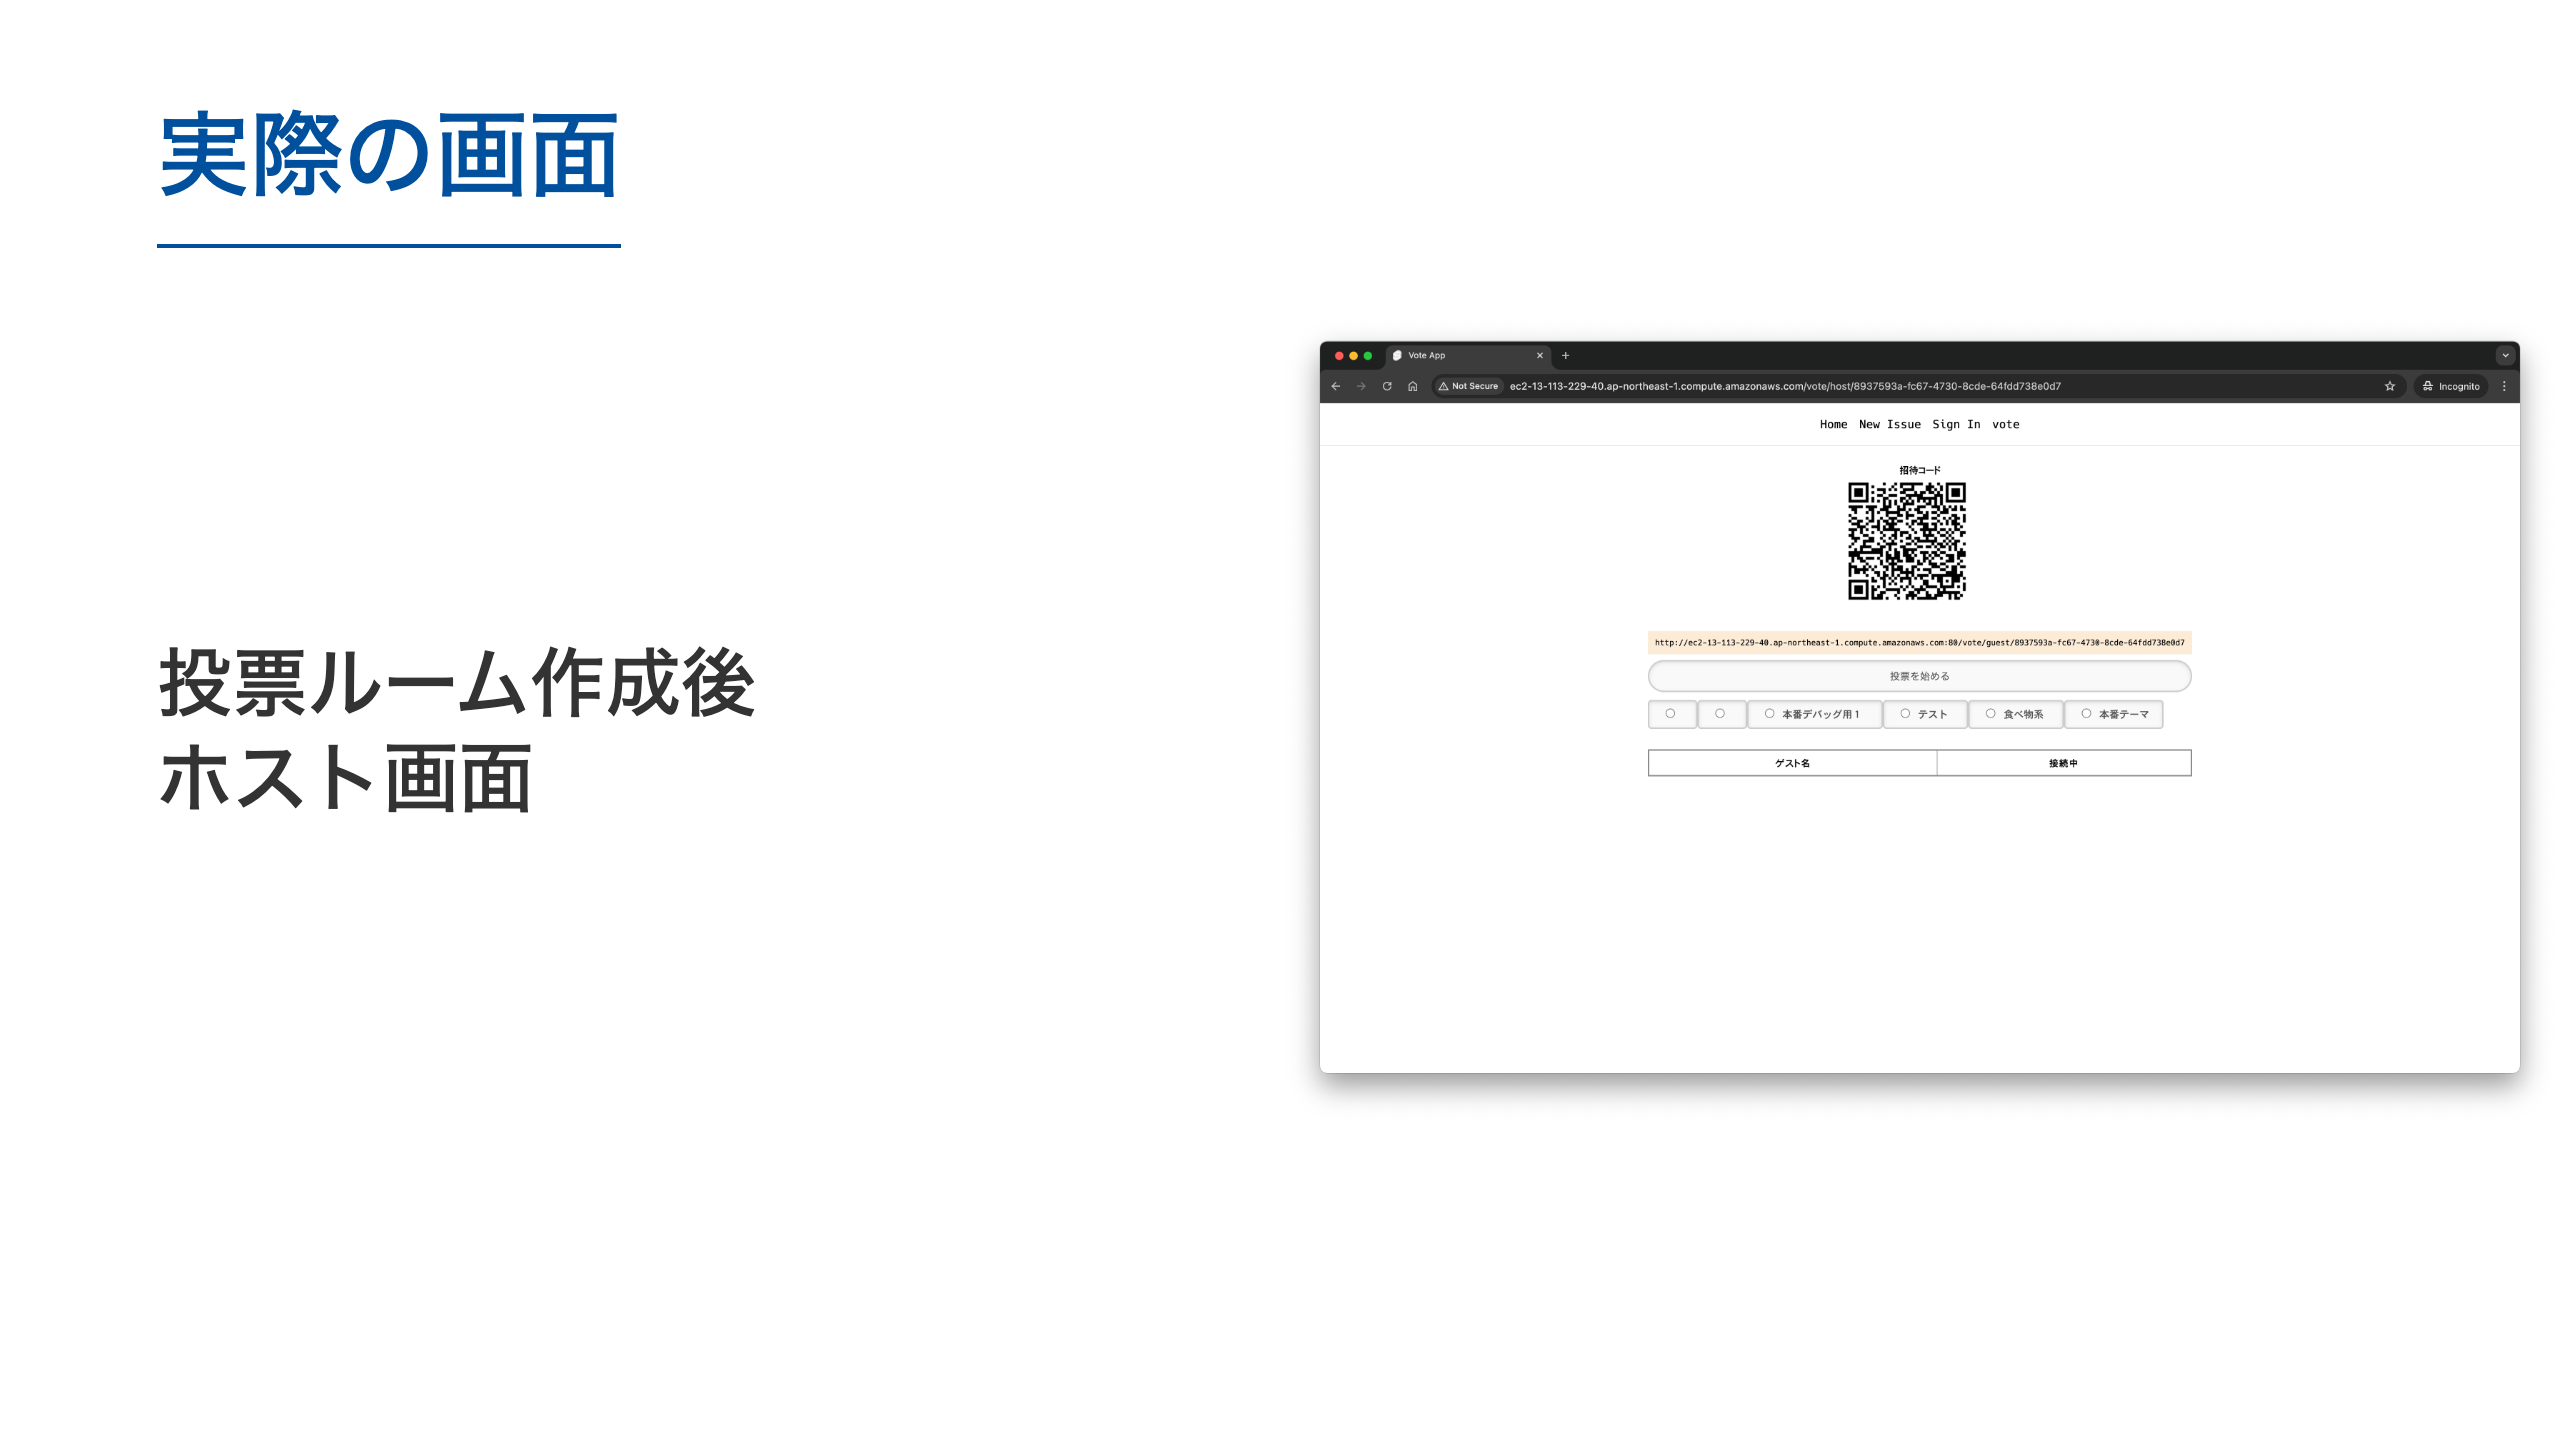 実際の画面
投票ルーム作成後
ホスト画面
Vote App
Not Secure ec2-13-113-229-40.ap-northeast-1.compute.amazonaws.com/vote/host/8937593a-fc67-4730-8cde-64fdd738e0d7 Incognito
Home New Issue Sign In vote
招待コード
http://ec2-13-113-229-40.ap-northeast-1.compute.amazonaws.com:80/vote/guest/8937593a-fc67-4730-8cde-64fdd738e0d7
投票を始める
本番デバッグ用1 テスト 食べ物系 本番テーマ
ゲスト名 接続中